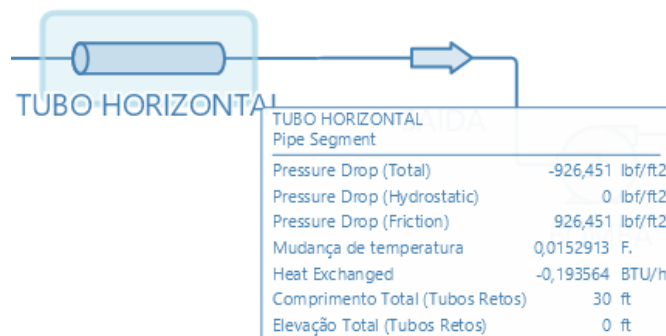 TUBO HORIZONTAL
TUBO HORIZONTAL
Pipe Segment
Pressure Drop (Total) -926,451 lbf/ft2
Pressure Drop (Hydrostatic) 0 lbf/ft2
Pressure Drop (Friction) 926,451 lbf/ft2
Mudança de temperatura 0,0152913 F.
Heat Exchanged -0,193564 BTU/h
Comprimento Total (Tubos Retos) 30 ft
Elevação Total (Tubos Retos) 0 ft